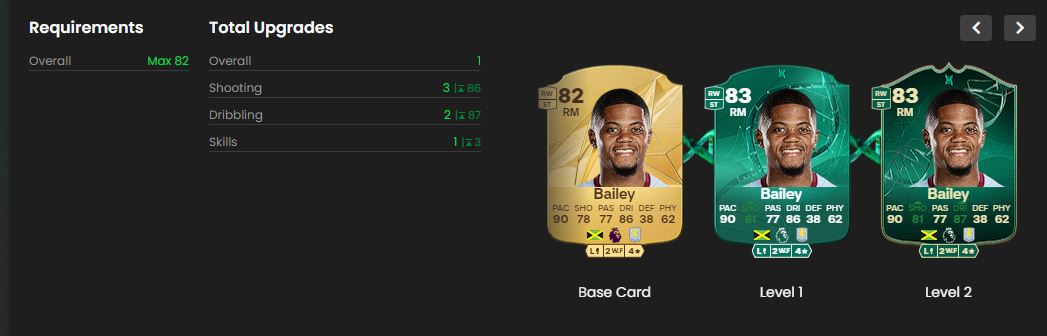 Requirements
Total Upgrades
Overall Max 82
Overall 1
Shooting 3 | 86
Dribbling 2 | 87
Skills 1 | 3
RW
ST
82
RM
Bailey
PAC SHO PAS DRI DEF PHY
90 78 77 86 38 62
L 2 W.F 4★
Base Card
RW
ST
83
RM
Bailey
PAC SHO PAS DRI DEF PHY
90 81 77 86 38 62
L 2 W.F 4★
Level 1
RW
ST
83
RM
Bailey
PAC SHO PAS DRI DEF PHY
90 81 77 87 38 62
L 2 W.F 4★
Level 2